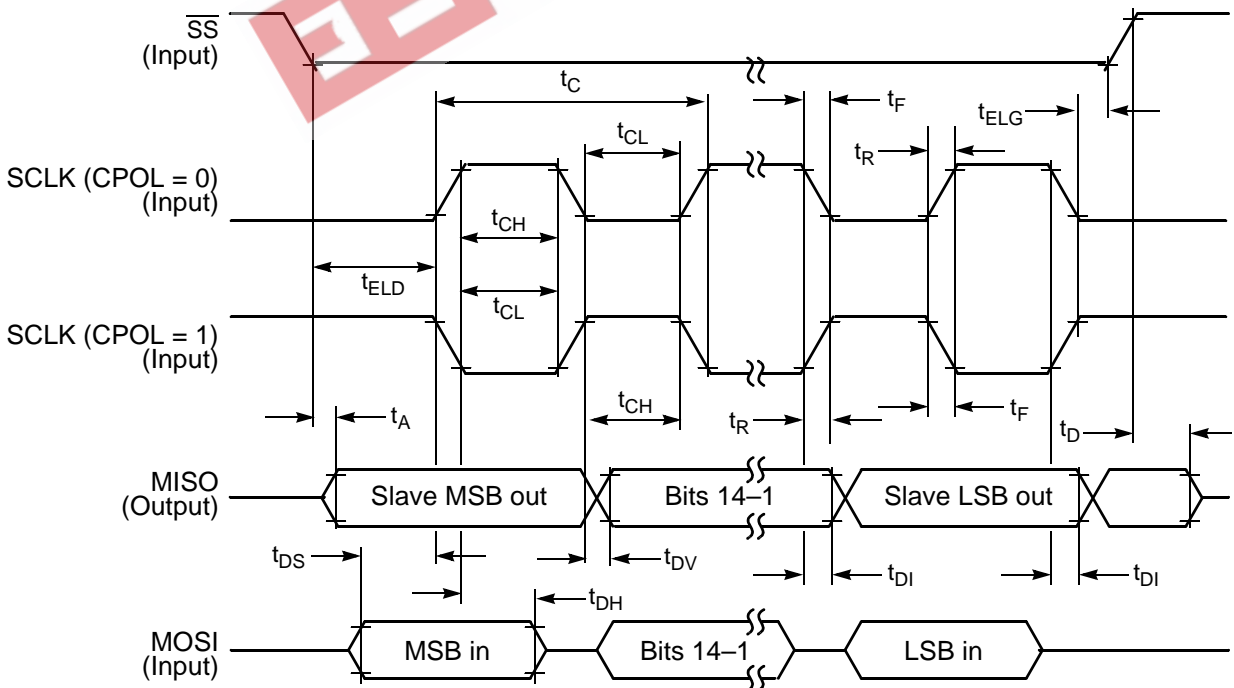 SS
(Input)
tC
tF
tELG
tCL
tR
SCLK (CPOL = 0)
(Input)
tCH
tELD
tCL
SCLK (CPOL = 1)
(Input)
tCH
tR
tF
tA
tD
MISO
(Output)
Slave MSB out
Bits 14–1
Slave LSB out
tDS
tDV
tDI
tDI
tDH
MOSI
(Input)
MSB in
Bits 14–1
LSB in